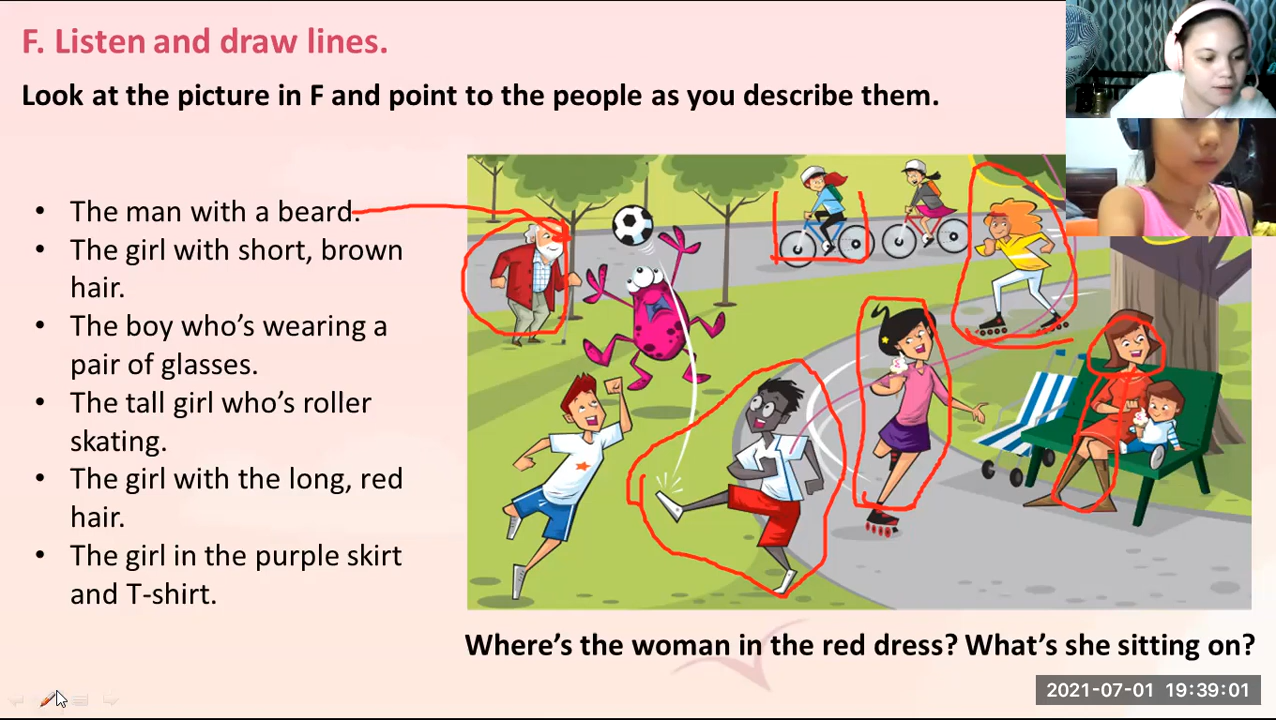 F. Listen and draw lines.
Look at the picture in F and point to the people as you describe them.
• The man with a beard.
• The girl with short, brown
hair.
• The boy who's wearing a
pair of glasses.
• The tall girl who's roller
skating.
• The girl with the long, red
hair.
• The girl in the purple skirt
and T-shirt.
Where's the woman in the red dress? What's she sitting on?
2021-07-01 19:39:01